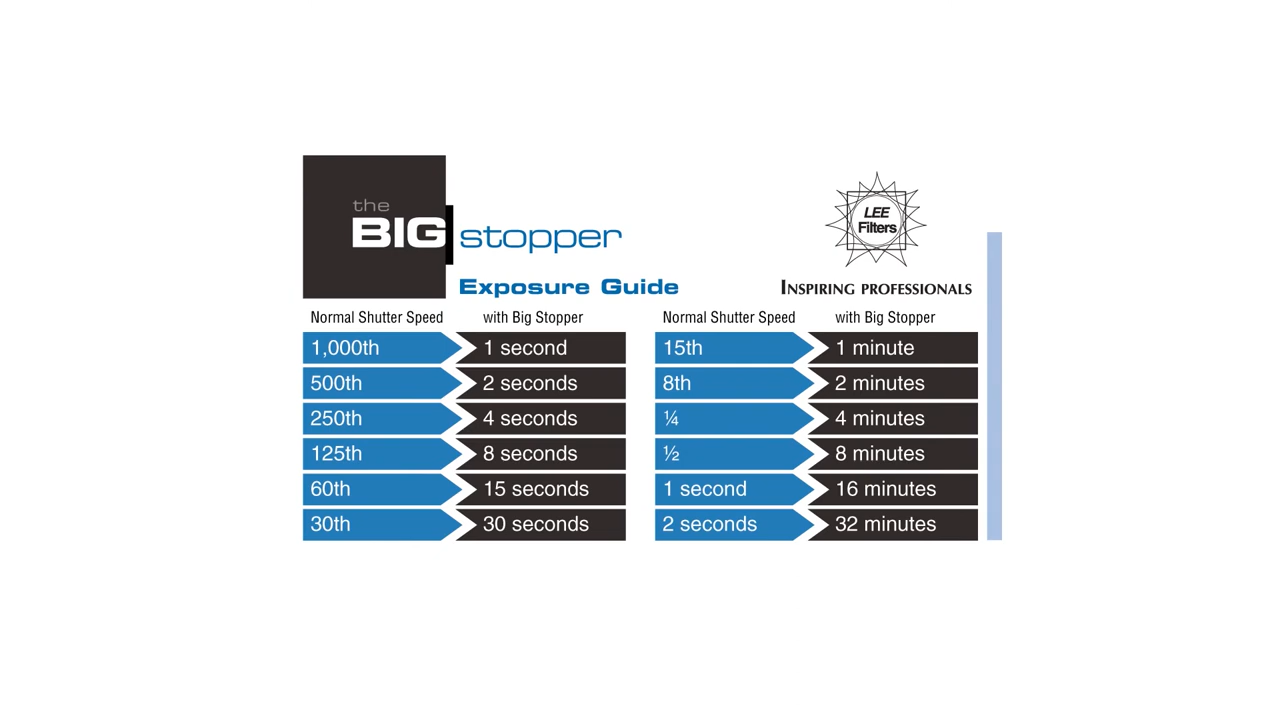 the
BIG stopper
LEE
Filters
Exposure Guide
INSPIRING PROFESSIONALS
Normal Shutter Speed with Big Stopper Normal Shutter Speed with Big Stopper
1,000th 1 second 15th 1 minute
500th 2 seconds 8th 2 minutes
250th 4 seconds ¼ 4 minutes
125th 8 seconds ½ 8 minutes
60th 15 seconds 1 second 16 minutes
30th 30 seconds 2 seconds 32 minutes